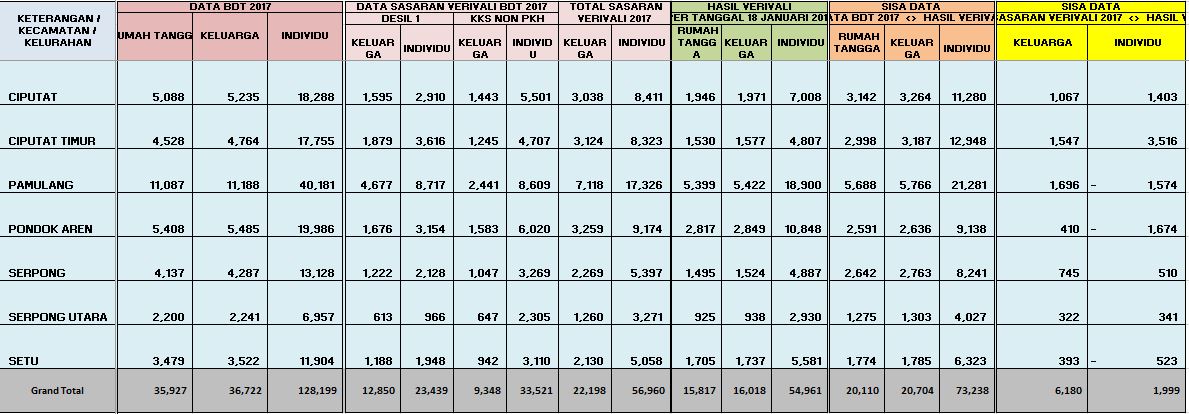 KETERANGAN / KECAMATAN / KELURAHAN | DATA BDT 2017 | DATA SASARAN VERIVALI BDT 2017 | TOTAL SASARAN VERIVALI 2017 | HASIL VERIVALI PER TANGGAL 18 JANUARI 201 | SISA DATA ATA BDT 2017 <> HASIL VERIVA | SISA DATA SASARAN VERIVALI 2017 <> HASIL V
DESIL 1 | KKS NON PKH
UMAH TANGG | KELUARGA | INDIVIDU | KELUARGA | INDIVIDU | KELUARGA | INDIVIDU | KELUARGA | INDIVIDU | RUMAH TANGGA | KELUARGA | INDIVIDU | RUMAH TANGGA | KELUARGA | INDIVIDU | KELUARGA | INDIVIDU
CIPUTAT | 5,088 | 5,235 | 18,288 | 1,595 | 2,910 | 1,443 | 5,501 | 3,038 | 8,411 | 1,946 | 1,971 | 7,008 | 3,142 | 3,264 | 11,280 | 1,067 | 1,403
CIPUTAT TIMUR | 4,528 | 4,764 | 17,755 | 1,879 | 3,616 | 1,245 | 4,707 | 3,124 | 8,323 | 1,530 | 1,577 | 4,807 | 2,998 | 3,187 | 12,948 | 1,547 | 3,516
PAMULANG | 11,087 | 11,188 | 40,181 | 4,677 | 8,717 | 2,441 | 8,609 | 7,118 | 17,326 | 5,399 | 5,422 | 18,900 | 5,688 | 5,766 | 21,281 | 1,696 | - 1,574
PONDOK AREN | 5,408 | 5,485 | 19,986 | 1,676 | 3,154 | 1,583 | 6,020 | 3,259 | 9,174 | 2,817 | 2,849 | 10,848 | 2,591 | 2,636 | 9,138 | 410 | - 1,674
SERPONG | 4,137 | 4,287 | 13,128 | 1,222 | 2,128 | 1,047 | 3,269 | 2,269 | 5,397 | 1,495 | 1,524 | 4,887 | 2,642 | 2,763 | 8,241 | 745 | 510
SERPONG UTARA | 2,200 | 2,241 | 6,957 | 613 | 966 | 647 | 2,305 | 1,260 | 3,271 | 925 | 938 | 2,930 | 1,275 | 1,303 | 4,027 | 322 | 341
SETU | 3,479 | 3,522 | 11,904 | 1,188 | 1,948 | 942 | 3,110 | 2,130 | 5,058 | 1,705 | 1,737 | 5,581 | 1,774 | 1,785 | 6,323 | 393 | - 523
Grand Total | 35,927 | 36,722 | 128,199 | 12,850 | 23,439 | 9,348 | 33,521 | 22,198 | 56,960 | 15,817 | 16,018 | 54,961 | 20,110 | 20,704 | 73,238 | 6,180 | 1,999